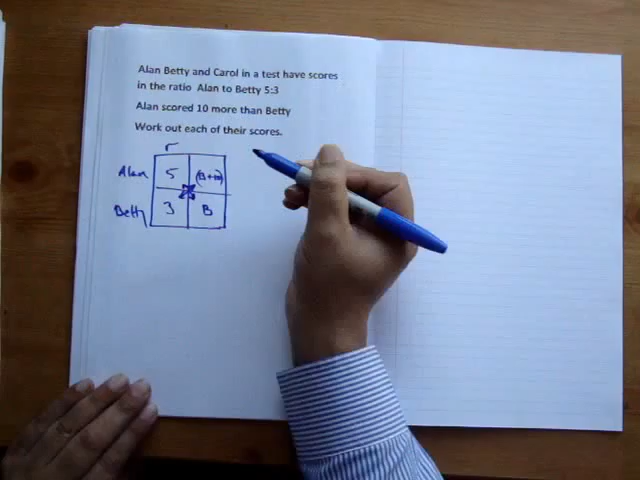 Alan Betty and Carol in a test have scores
in the ratio Alan to Betty 5:3
Alan scored 10 more than Betty
Work out each of their scores.
r
Alan 5 (B+10)
Betty 3 B